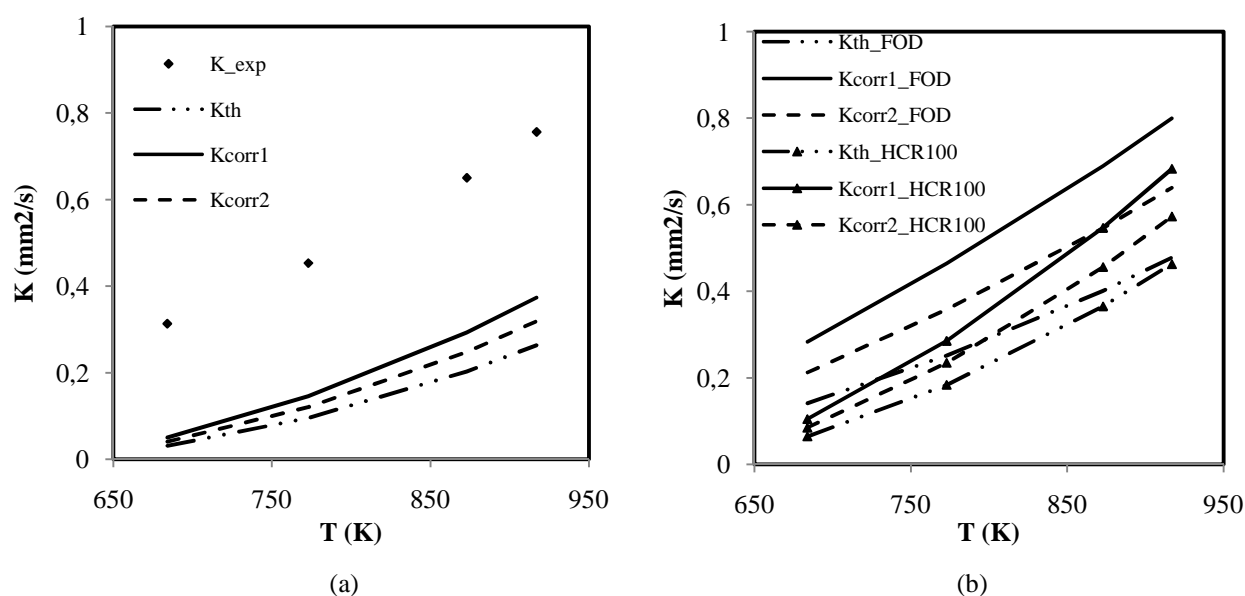 1
0,8
0,6
0,4
0,2
0
K (mm2/s)
K_exp
Kth
Kcorr1
Kcorr2
650 750 850 950
T (K)
(a)
1
0,8
0,6
0,4
0,2
0
K (mm2/s)
Kth_FOD
Kcorr1_FOD
Kcorr2_FOD
Kth_HCR100
Kcorr1_HCR100
Kcorr2_HCR100
650 750 850 950
T (K)
(b)